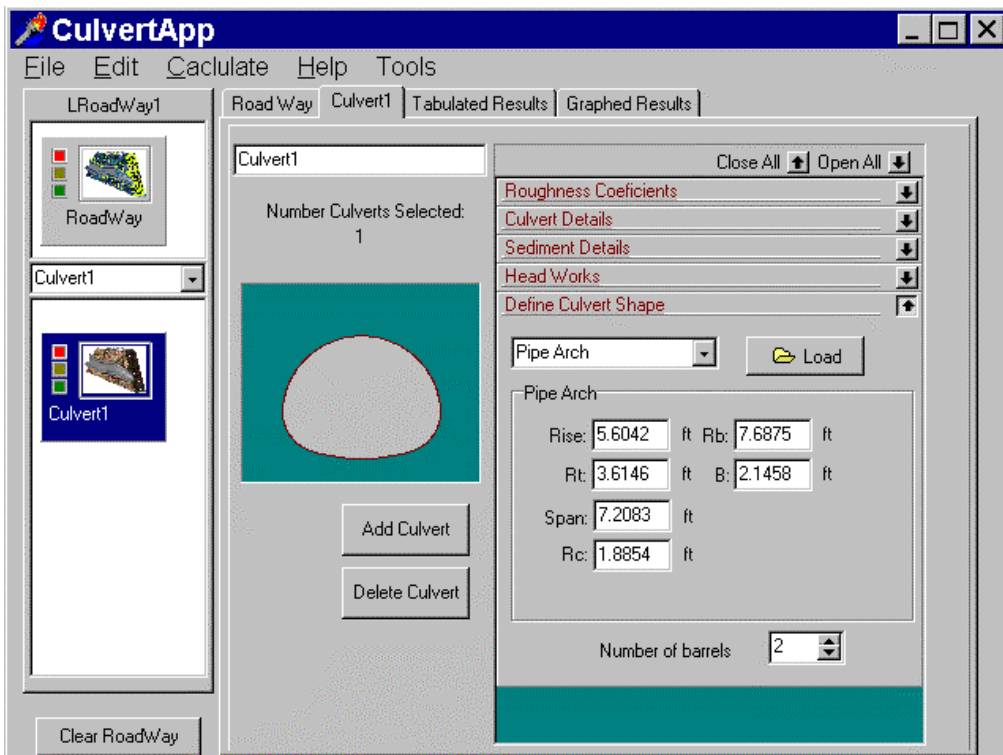 CulvertApp
File Edit Caclulate Help Tools
LRoadWay1
RoadWay
Culvert1
Culvert1
Clear RoadWay
Road Way Culvert1 Tabulated Results Graphed Results
Culvert1
Number Culverts Selected:
1
Add Culvert
Delete Culvert
Close All Open All
Roughness Coeficients
Culvert Details
Sediment Details
Head Works
Define Culvert Shape
Pipe Arch Load
Pipe Arch
Rise: 5.6042 ft Rb: 7.6875 ft
Rt: 3.6146 ft B: 2.1458 ft
Span: 7.2083 ft
Rc: 1.8854 ft
Number of barrels 2